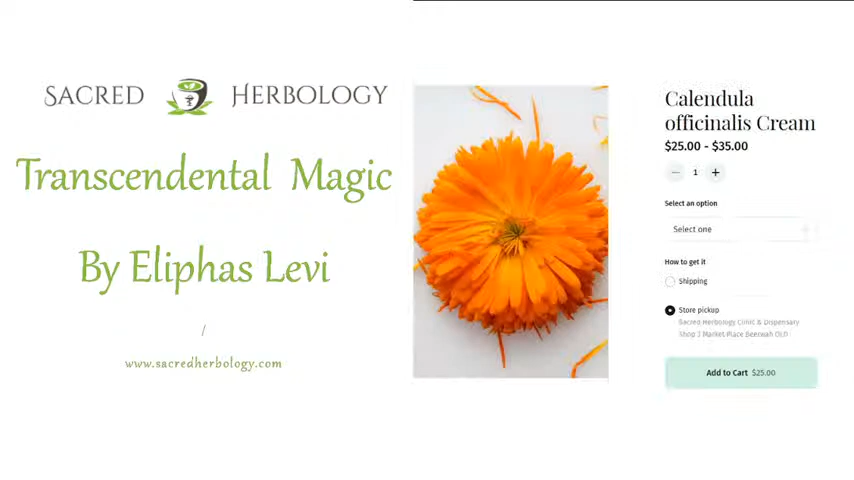 SACRED HERBOLOGY
Transcendental Magic
By Eliphas Levi
/
www.sacredherbology.com
Calendula
officinalis Cream
$25.00 - $35.00
− 1 +
Select an option
Select one
How to get it
Shipping
Store pickup
Sacred Herbology Clinic & Dispensary
Shop 3 Market Place Beerwah QLD
Add to Cart $25.00